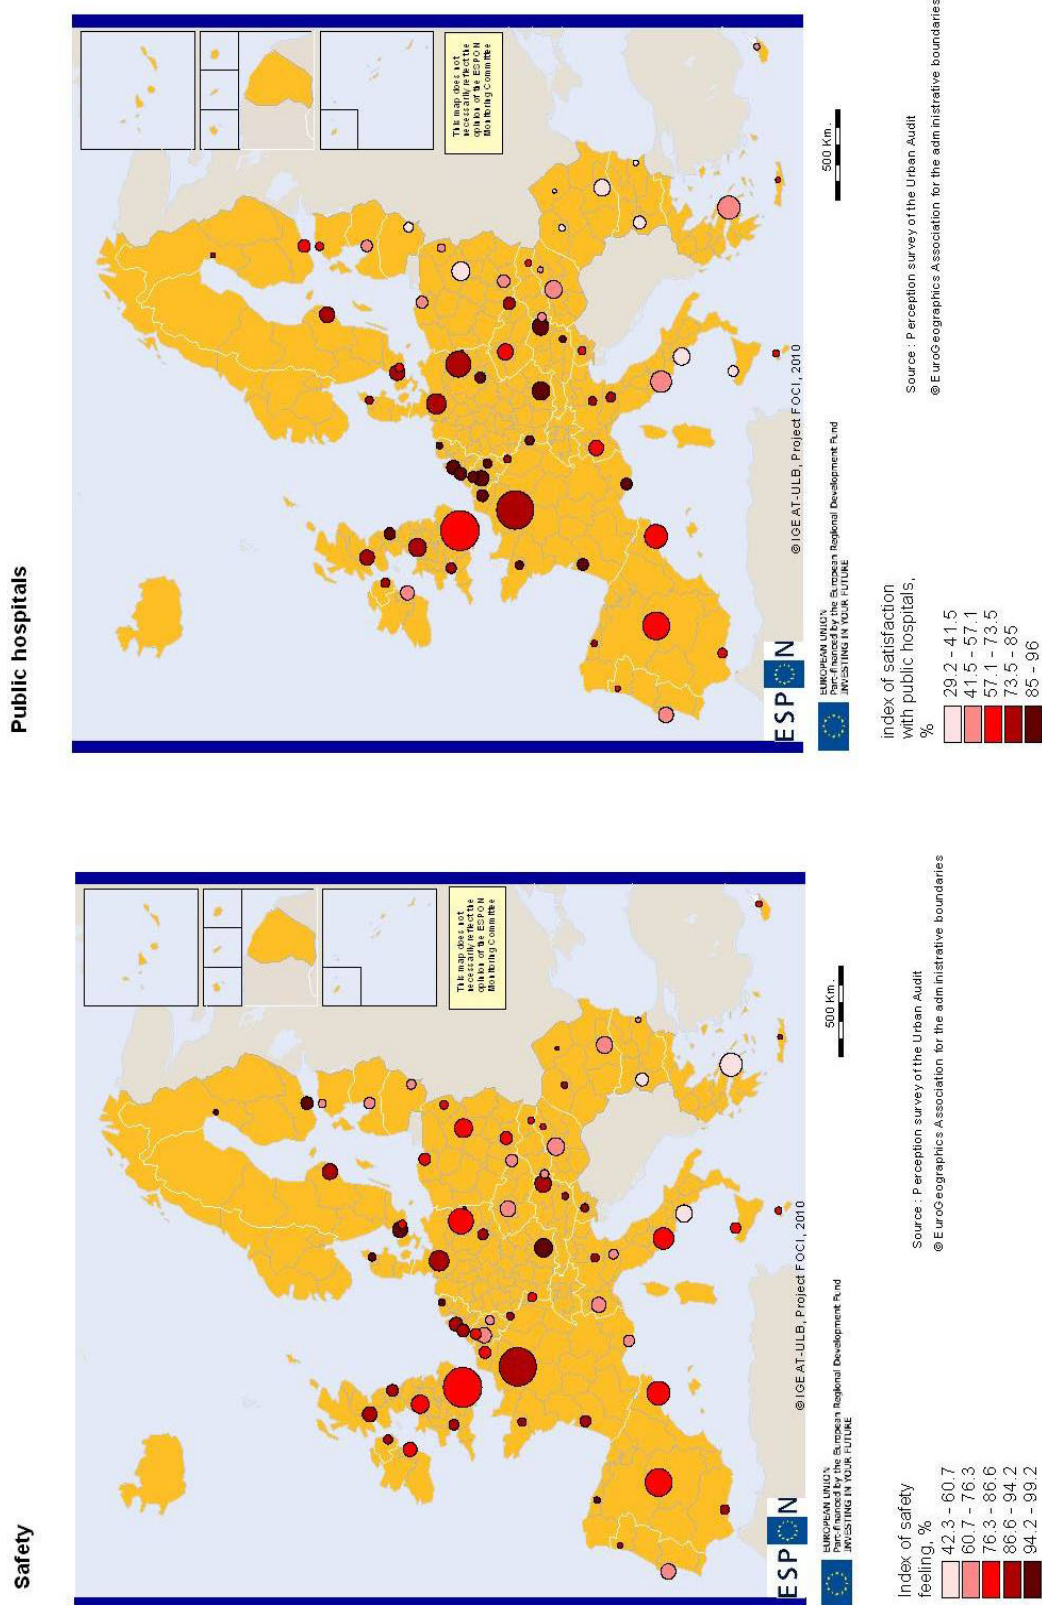 Public hospitals
This map does not
necessarily reflect the
opinion of the ESPON
Monitoring Committee
500 Km.
© IGEAT-ULB, Project FOCI, 2010
ESPON
EUROPEAN UNION
Part-financed by the European Regional Development Fund
INVESTING IN YOUR FUTURE
Source : Perception survey of the Urban Audit
© EuroGeographics Association for the administrative boundaries
index of satisfaction
with public hospitals,
%
29.2 - 41.5
41.5 - 57.1
57.1 - 73.5
73.5 - 85
85 - 96
Safety
This map does not
necessarily reflect the
opinion of the ESPON
Monitoring Committee
500 Km.
© IGEAT-ULB, Project FOCI, 2010
ESPON
EUROPEAN UNION
Part-financed by the European Regional Development Fund
INVESTING IN YOUR FUTURE
Source : Perception survey of the Urban Audit
© EuroGeographics Association for the administrative boundaries
Index of safety
feeling, %
42.3 - 60.7
60.7 - 76.3
76.3 - 86.6
86.6 - 94.2
94.2 - 99.2